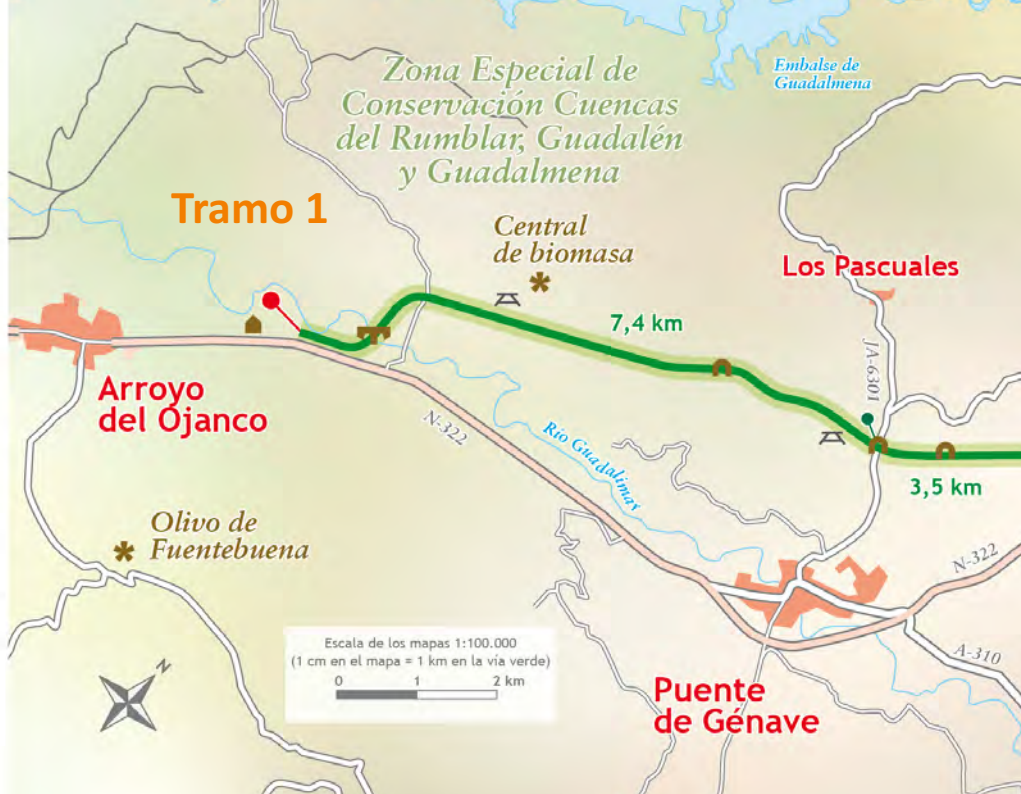 Zona Especial de
Conservación Cuencas
del Rumblar, Guadalén
y Guadalmena
Embalse de
Guadalmena
Tramo 1
Central
de biomasa
Los Pascuales
7,4 km
JA-6301
Arroyo
del Ojanco
N-322
Río Guadalimar
3,5 km
Olivo de
Fuentebuena
N-322
Escala de los mapas 1:100.000
(1 cm en el mapa = 1 km en la vía verde)
0 1 2 km
N
A-310
Puente
de Génave